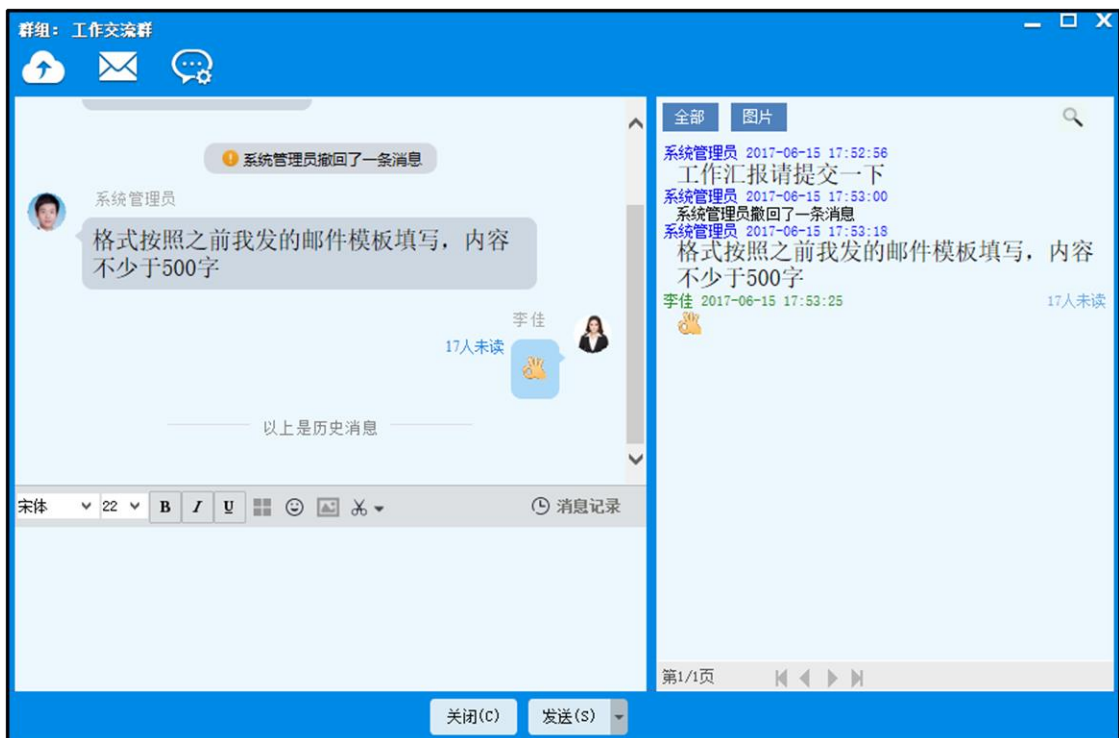 群组： 工作交流群
系统管理员撤回了一条消息
系统管理员
格式按照之前我发的邮件模板填写，内容
不少于500字
李佳
17人未读
以上是历史消息
宋体 22 B I U 消息记录
关闭(C) 发送(S)
全部 图片
系统管理员 2017-06-15 17:52:56
工作汇报请提交一下
系统管理员 2017-06-15 17:53:00
系统管理员撤回了一条消息
系统管理员 2017-06-15 17:53:18
格式按照之前我发的邮件模板填写，内容
不少于500字
李佳 2017-06-15 17:53:25 17人未读
第1/1页